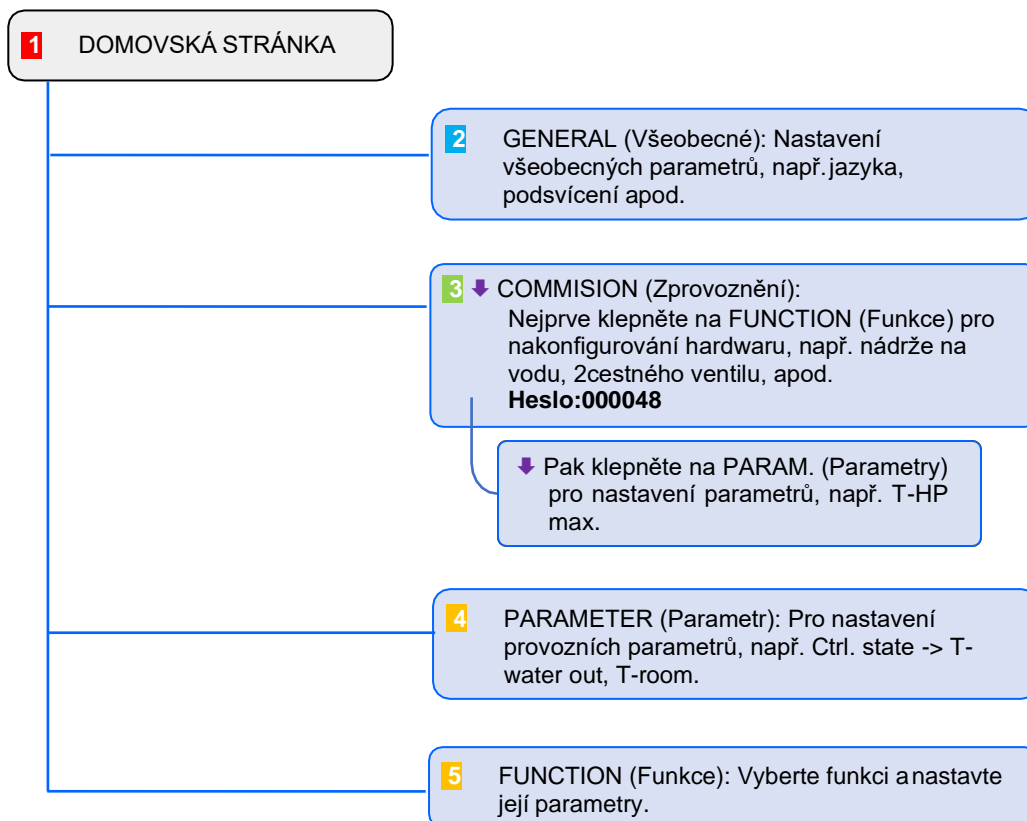 1 DOMOVSKÁ STRÁNKA
2 GENERAL (Všeobecné): Nastavení
všeobecných parametrů, např. jazyka,
podsvícení apod.
3 COMMISION (Zprovoznění):
Nejprve klepněte na FUNCTION (Funkce) pro
nakonfigurování hardwaru, např. nádrže na
vodu, 2cestného ventilu, apod.
Heslo:000048
Pak klepněte na PARAM. (Parametry)
pro nastavení parametrů, např. T-HP
max.
4 PARAMETER (Parametr): Pro nastavení
provozních parametrů, např. Ctrl. state -> T-
water out, T-room.
5 FUNCTION (Funkce): Vyberte funkci a nastavte
její parametry.